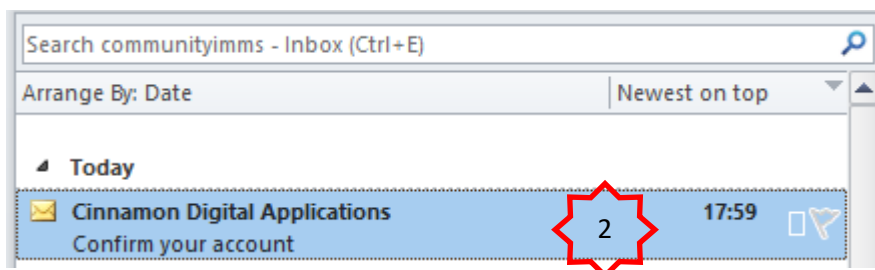 Search communityimms - Inbox (Ctrl+E)
Arrange By: Date Newest on top
Today
Cinnamon Digital Applications 17:59
Confirm your account
2